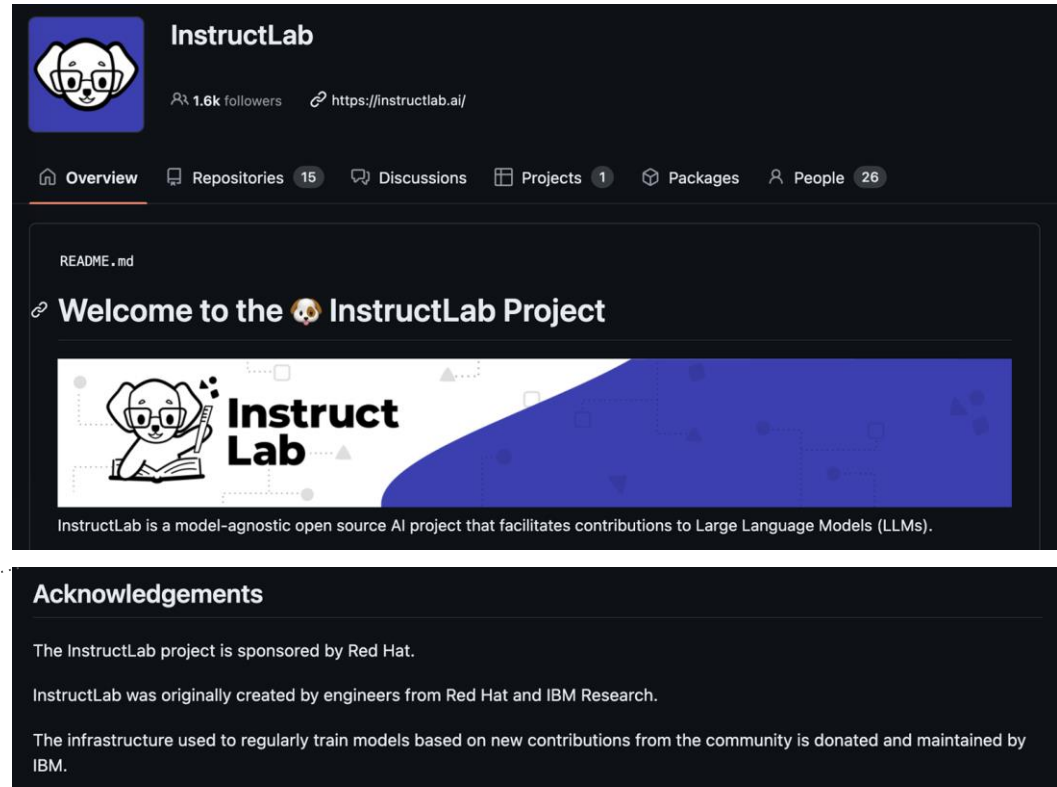 InstructLab
1.6k followers https://instructlab.ai/
Overview Repositories 15 Discussions Projects 1 Packages People 26
README.md
Welcome to the 🐶 InstructLab Project
Instruct
Lab
InstructLab is a model-agnostic open source AI project that facilitates contributions to Large Language Models (LLMs).
...
Acknowledgements
The InstructLab project is sponsored by Red Hat.
InstructLab was originally created by engineers from Red Hat and IBM Research.
The infrastructure used to regularly train models based on new contributions from the community is donated and maintained by
IBM.